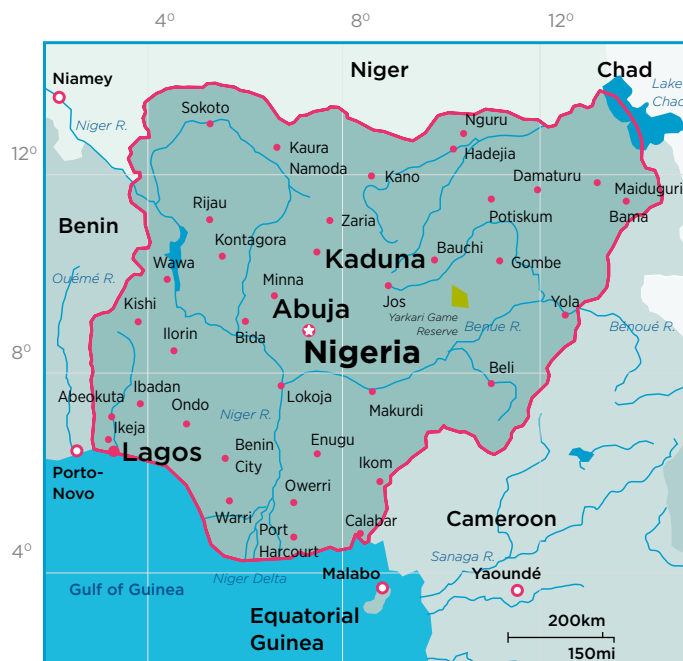 4° 8° 12°
Niger
Chad
Niamey
Lake
Chad
Niger R.
Sokoto
Nguru
Kaura
Namoda
Hadejia
12°
Kano
Damaturu
Maiduguri
Rijau
Zaria
Potiskum
Bama
Benin
Kontagora
Bauchi
Kaduna
Gombe
Wawa
Ouémé R.
Minna
Abuja
Jos
Yarkari Game
Reserve
Yola
Kishi
Bida
Benue R.
Bénoué R.
Ilorin
Nigeria
8°
Beli
Ibadan
Abeokuta
Ondo
Niger R.
Lokoja
Makurdi
Ikeja
Lagos
Benin
City
Enugu
Ikom
Porto-
Novo
Owerri
Warri
Port
Harcourt
Calabar
Cameroon
4°
Sanaga R.
Niger Delta
Malabo
Yaoundé
Gulf of Guinea
Equatorial
Guinea
200km
150mi